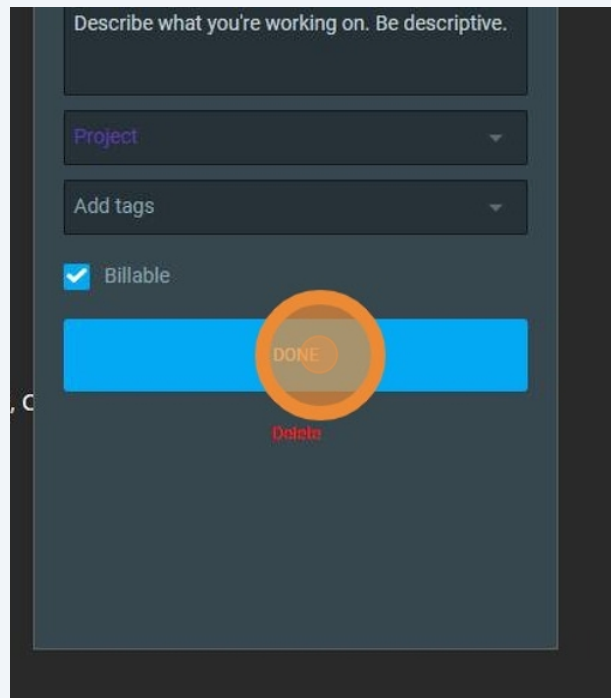 Describe what you're working on. Be descriptive.
Project
Add tags
Billable
DONE
, C
Delete